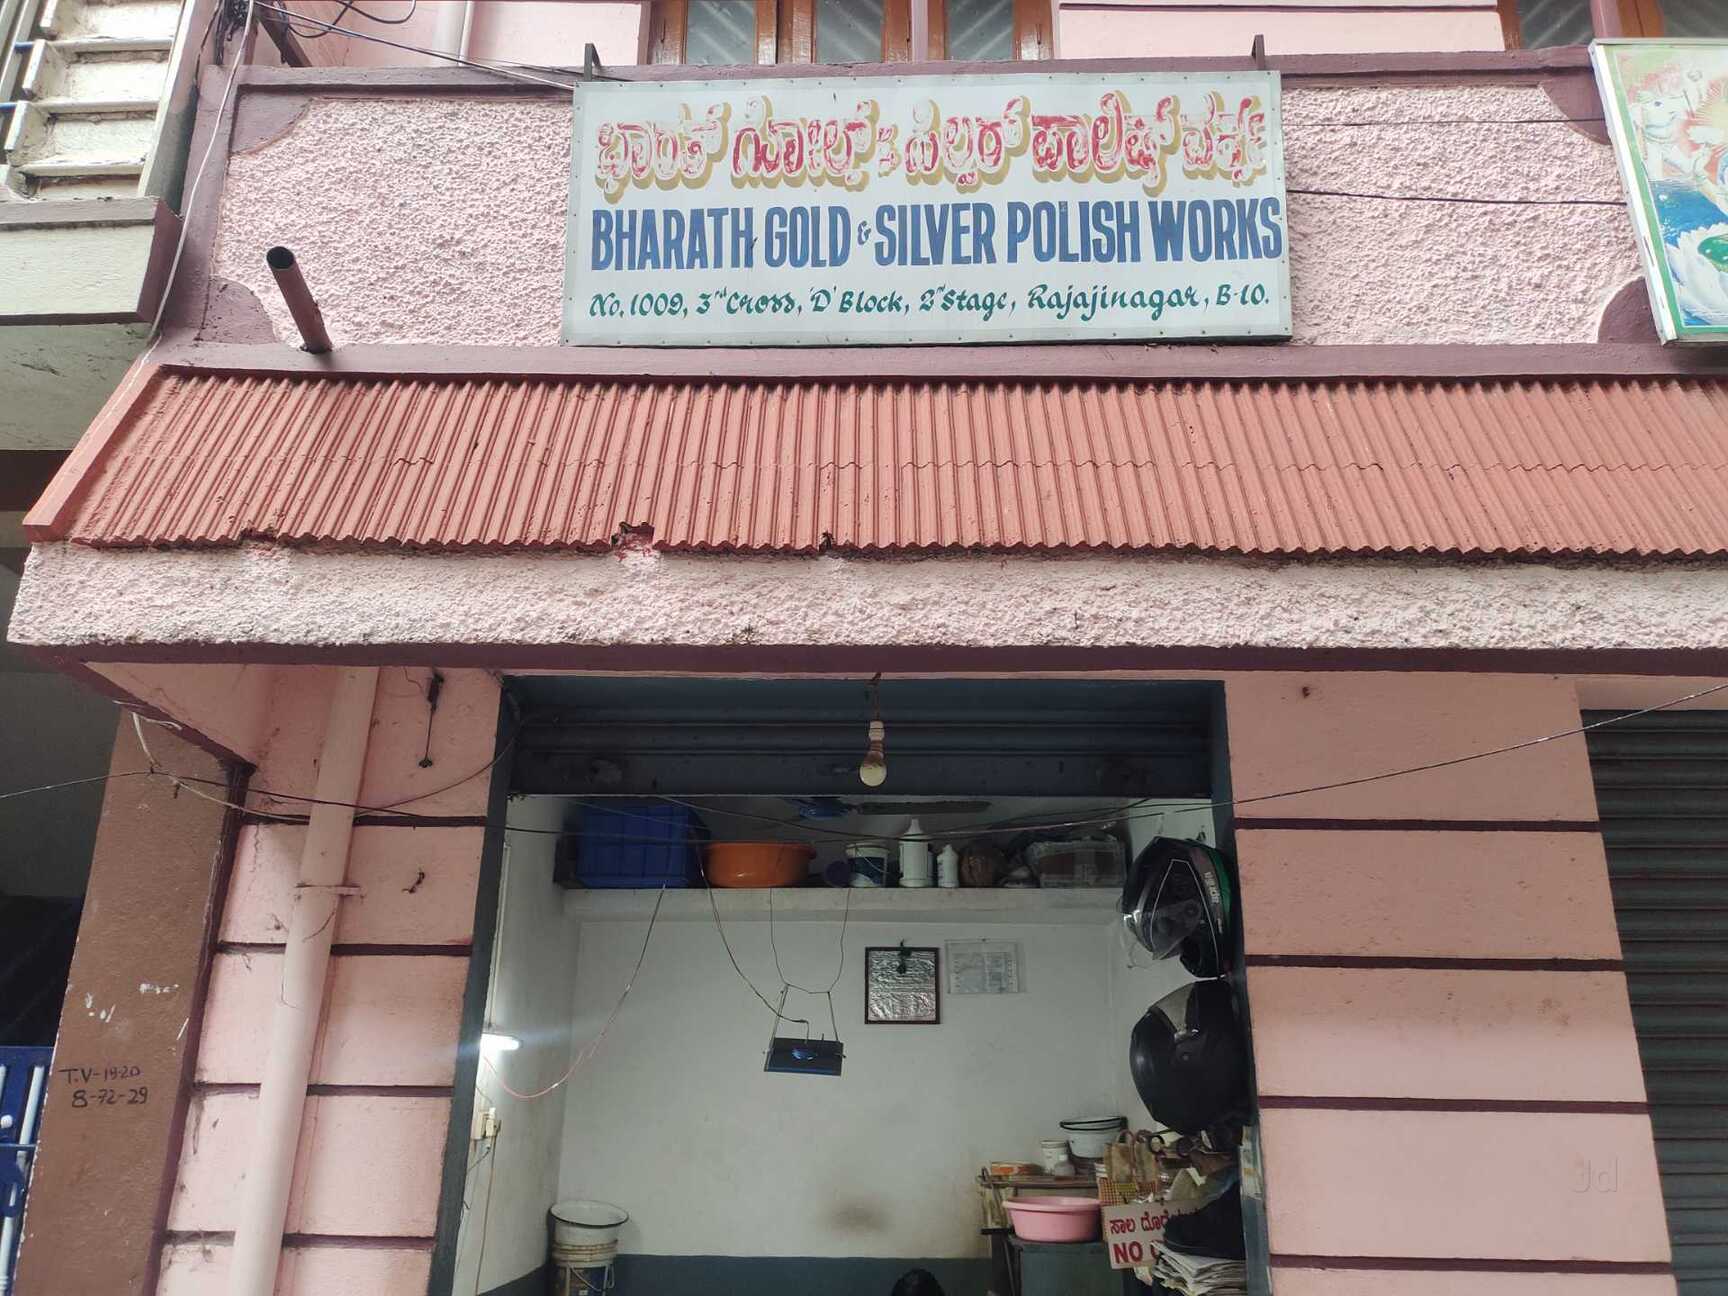 ಭಾರತ್ ಗೋಲ್ಡ್ & ಸಿಲ್ವರ್ ಪಾಲಿಷ್ ವರ್ಕ್ಸ್
BHARATH GOLD & SILVER POLISH WORKS
No. 1009, 3rd Cross, 'D' Block, 2nd Stage, Rajajinagar, B-10.
T.V-1920
8-72-29
ಸಾಲ
NO
Jd